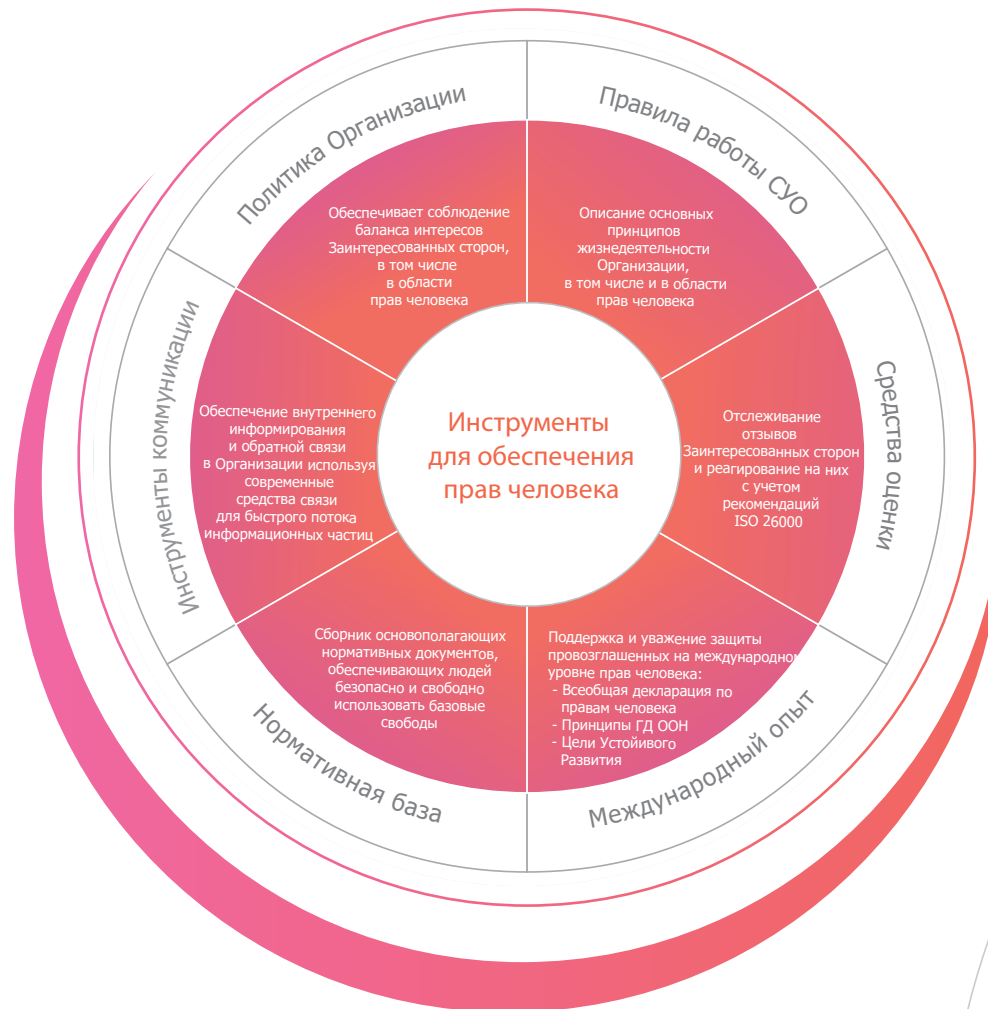 Инструменты
для обеспечения
прав человека
Политика Организации
Обеспечивает соблюдение
баланса интересов
Заинтересованных сторон,
в том числе
в области
прав человека
Правила работы СУО
Описание основных
принципов
жизнедеятельности
Организации,
в том числе и в области
прав человека
Средства оценки
Отслеживание
отзывов
Заинтересованных сторон
и реагирование на них
с учетом
рекомендаций
ISO 26000
Международный опыт
Поддержка и уважение защиты
провозглашенных на международном
уровне прав человека:
- Всеобщая декларация по
правам человека
- Принципы ГД ООН
- Цели Устойивого
Развития
Нормативная база
Сборник основополагающих
нормативных документов,
обеспечивающих людей
безопасно и свободно
использовать базовые
свободы
Инструменты коммуникации
Обеспечение внутреннего
информирования
и обратной связи
в Организации используя
современные
средства связи
для быстрого потока
информационных частиц